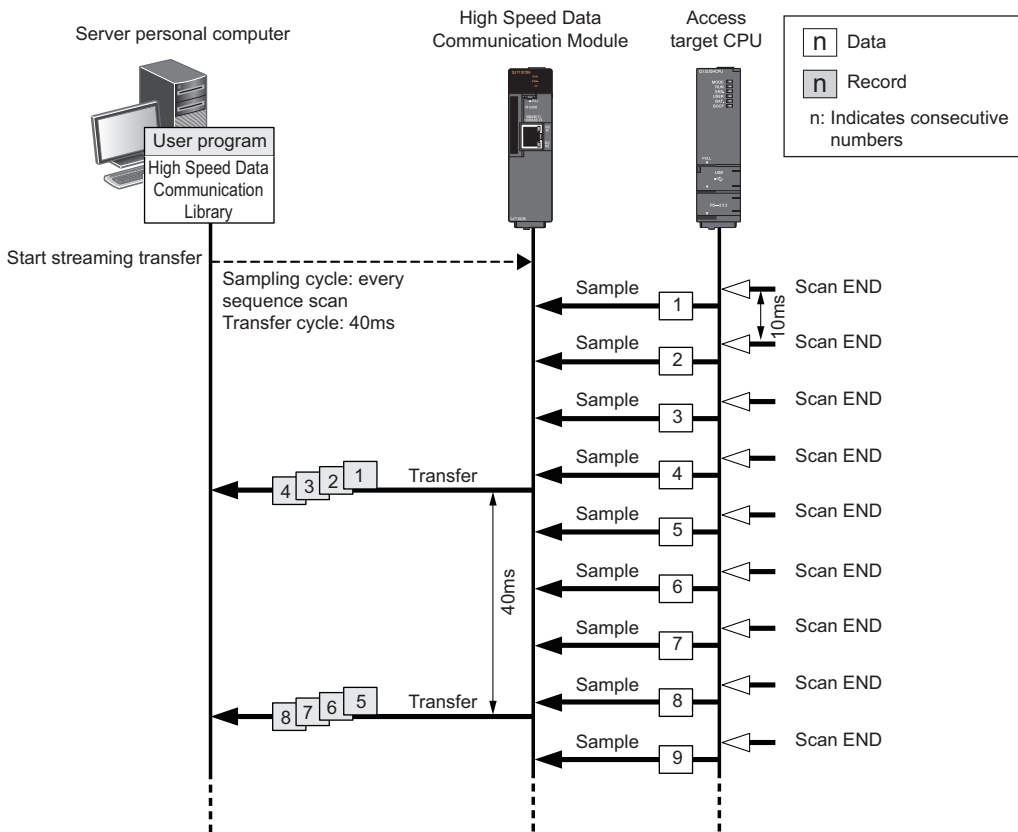 Server personal computer
High Speed Data
Communication Module
Access
target CPU
n Data
n Record
n: Indicates consecutive
numbers
User program
High Speed Data
Communication
Library
Start streaming transfer
Sampling cycle: every
sequence scan
Transfer cycle: 40ms
Sample 1 Scan END
10ms
Sample 2 Scan END
Sample 3 Scan END
Sample 4 Scan END
4 3 2 1 Transfer
Sample 5 Scan END
40ms
Sample 6 Scan END
Sample 7 Scan END
Sample 8 Scan END
8 7 6 5 Transfer
Sample 9 Scan END